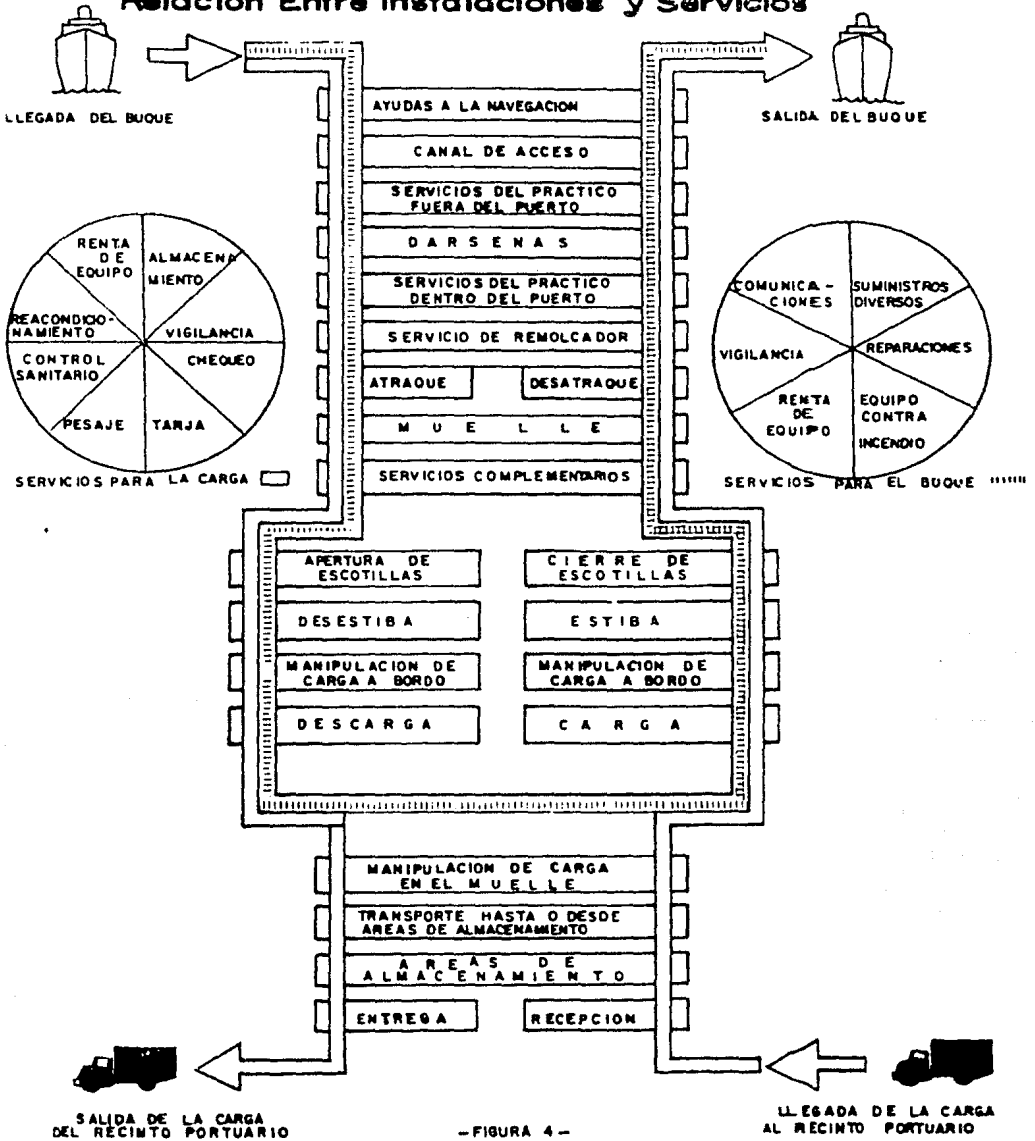 Relación Entre Instalaciones y Servicios
LLEGADA DEL BUQUE
SALIDA DEL BUQUE
AYUDAS A LA NAVEGACION
CANAL DE ACCESO
SERVICIOS DEL PRACTICO
FUERA DEL PUERTO
DARSENAS
SERVICIOS DEL PRACTICO
DENTRO DEL PUERTO
SERVICIO DE REMOLCADOR
ATRAQUE
DESATRAQUE
MUELLE
SERVICIOS COMPLEMENTARIOS
RENTA
DE
EQUIPO
ALMACENA
MIENTO
REACONDICIO-
NAMIENTO
VIGILANCIA
CONTROL
SANITARIO
CHEQUEO
PESAJE
TARJA
SERVICIOS PARA LA CARGA
COMUNICA-
CIONES
SUMINISTROS
DIVERSOS
VIGILANCIA
REPARACIONES
RENTA
DE
EQUIPO
EQUIPO
CONTRA
INCENDIO
SERVICIOS PARA EL BUQUE
APERTURA DE
ESCOTILLAS
CIERRE DE
ESCOTILLAS
DESESTIBA
ESTIBA
MANIPULACION DE
CARGA A BORDO
MANIPULACION DE
CARGA A BORDO
DESCARGA
CARGA
MANIPULACION DE CARGA
EN EL MUELLE
TRANSPORTE HASTA O DESDE
AREAS DE ALMACENAMIENTO
AREAS DE
ALMACENAMIENTO
ENTREGA
RECEPCION
SALIDA DE LA CARGA
DEL RECINTO PORTUARIO
-FIGURA 4-
LLEGADA DE LA CARGA
AL RECINTO PORTUARIO